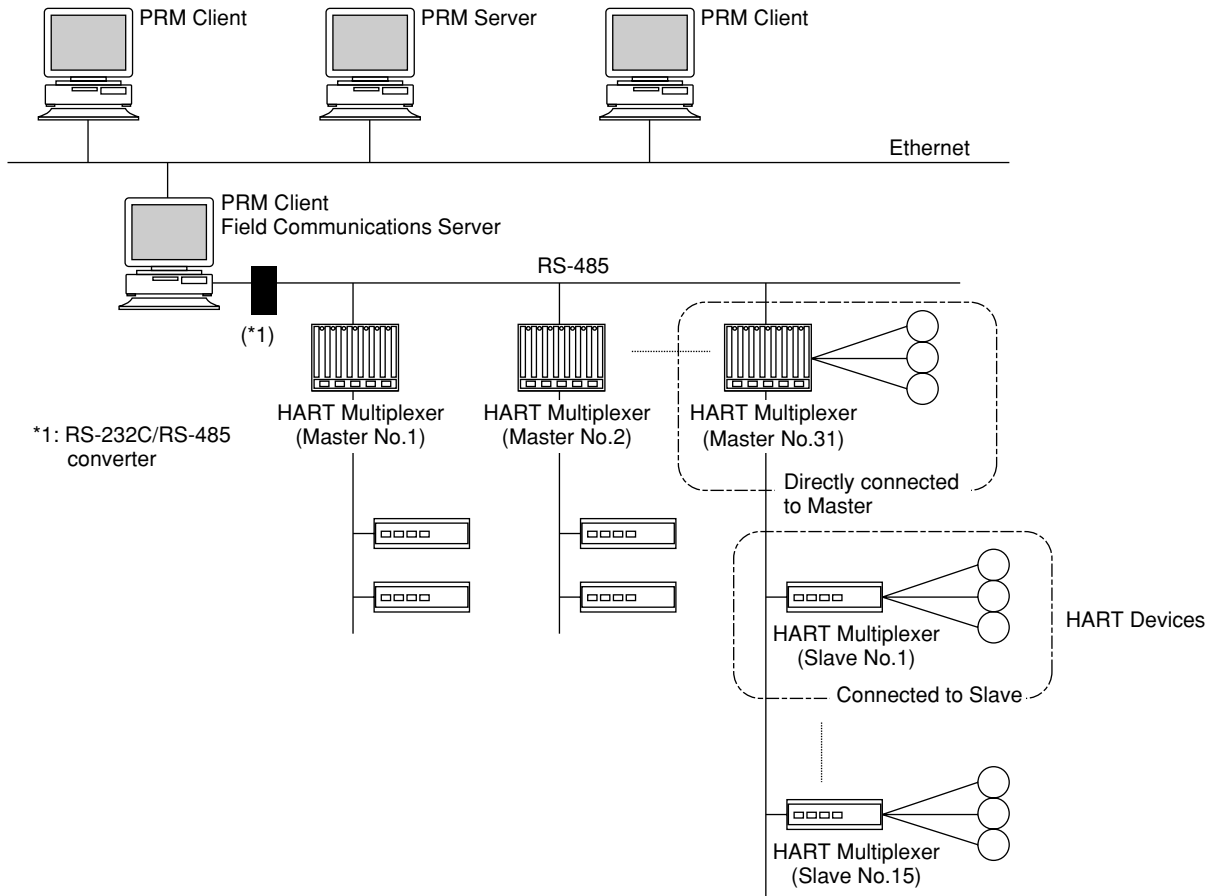 PRM Client
PRM Server
PRM Client
Ethernet
PRM Client
Field Communications Server
RS-485
(*1)
HART Multiplexer
(Master No.1)
HART Multiplexer
(Master No.2)
HART Multiplexer
(Master No.31)
*1: RS-232C/RS-485
converter
Directly connected
to Master
HART Multiplexer
(Slave No.1)
HART Devices
Connected to Slave
HART Multiplexer
(Slave No.15)